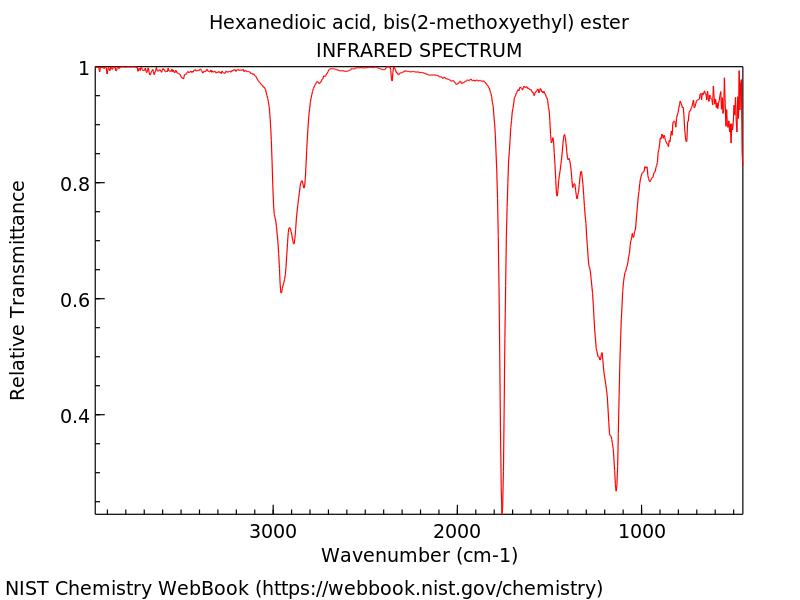 Hexanedioic acid, bis(2-methoxyethyl) ester
INFRARED SPECTRUM
1
0.8
0.6
0.4
Relative Transmittance
3000 2000 1000
Wavenumber (cm-1)
NIST Chemistry WebBook (https://webbook.nist.gov/chemistry)